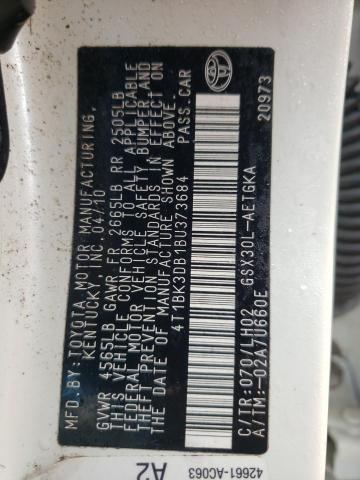 MFD. BY: TOYOTA MOTOR MANUFACTURING,
KENTUCKY, INC. 04/10
GVWR 4565LB GAWR FR 2665LB RR 2505LB
THIS VEHICLE CONFORMS TO ALL APPLICABLE
FEDERAL MOTOR VEHICLE SAFETY BUMPER, AND
THEFT PREVENTION STANDARDS IN EFFECT ON
THE DATE OF MANUFACTURE SHOWN ABOVE.
4T1BK3DB1BU373684 PASS.CAR
C/TR:070/LH02 GSX30L-AETGKA
A/TM:-02A/U660E 20973
42661-AC063
A2